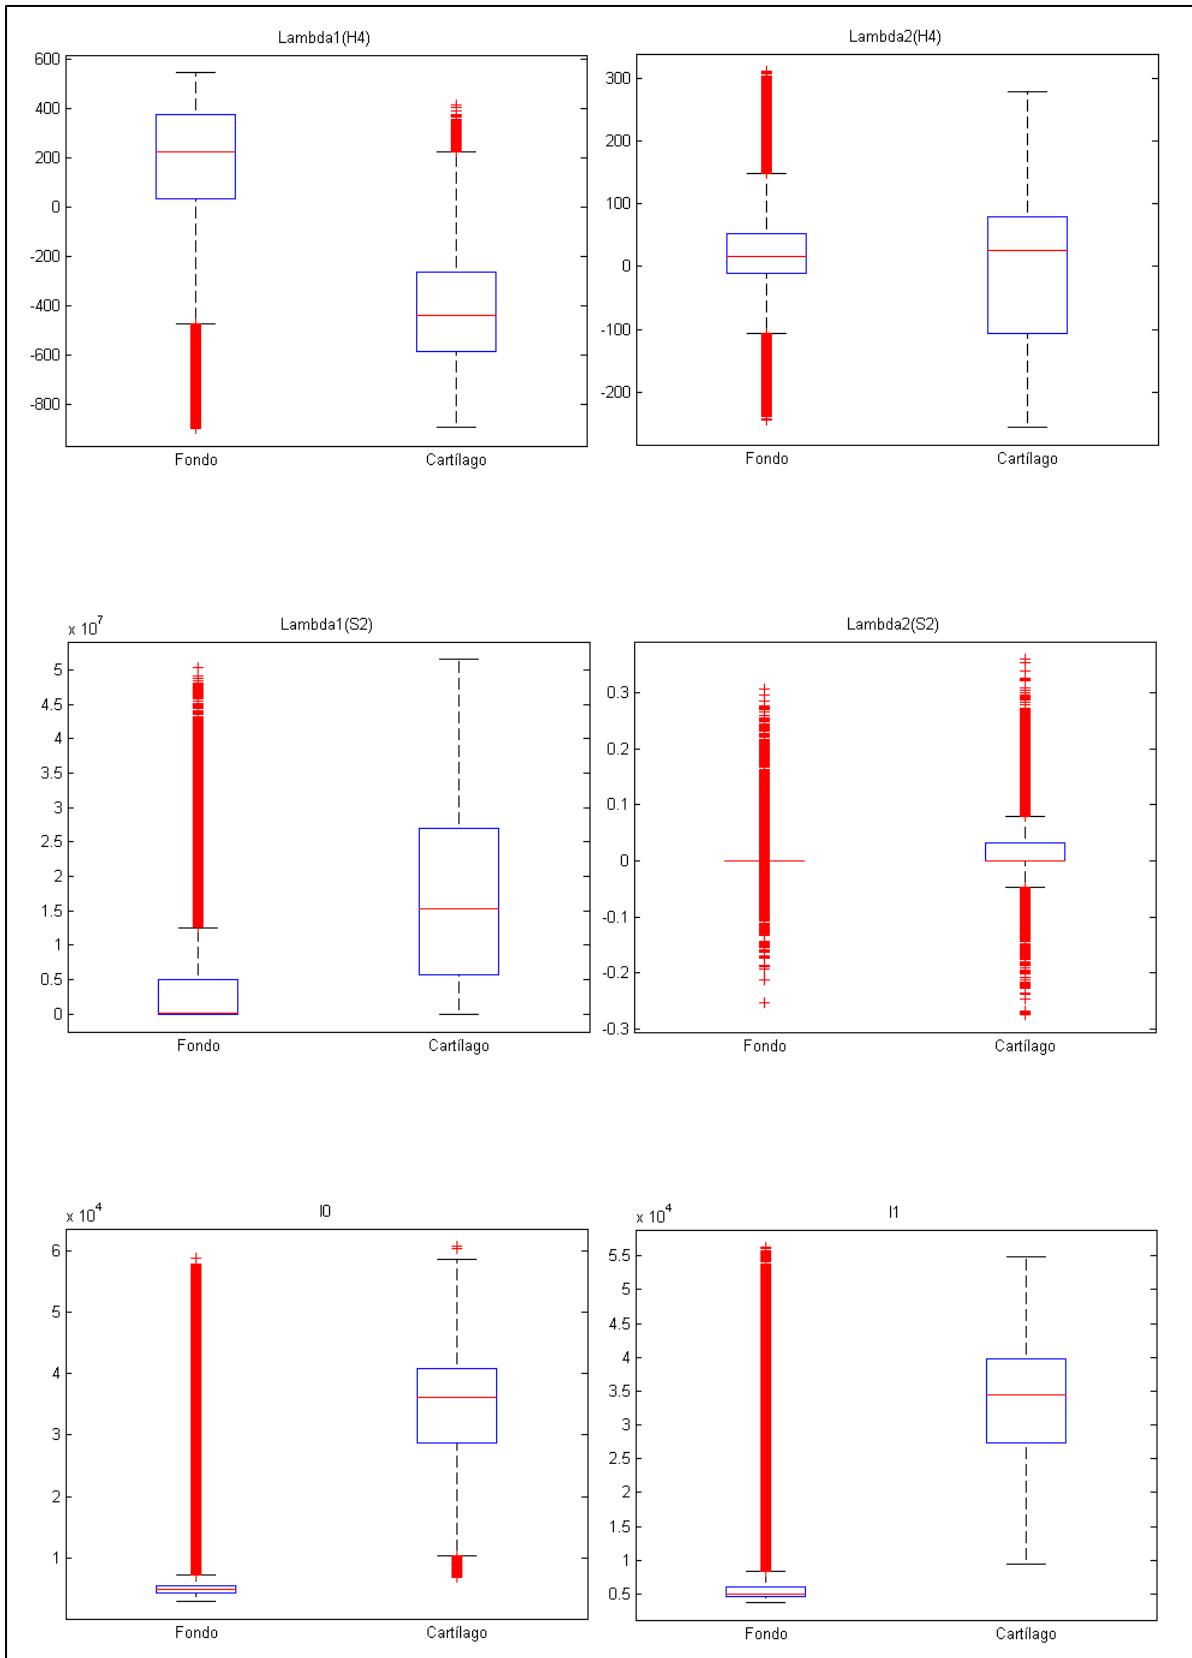 Lambda1(H4)
600
400
200
0
-200
-400
-600
-800
Fondo
Cartílago
Lambda2(H4)
300
200
100
0
-100
-200
Fondo
Cartílago
Lambda1(S2)
x 10^7
5
4.5
4
3.5
3
2.5
2
1.5
1
0.5
0
Fondo
Cartílago
Lambda2(S2)
0.3
0.2
0.1
0
-0.1
-0.2
-0.3
Fondo
Cartílago
I0
x 10^4
6
5
4
3
2
1
Fondo
Cartílago
I1
x 10^4
5.5
5
4.5
4
3.5
3
2.5
2
1.5
1
0.5
Fondo
Cartílago